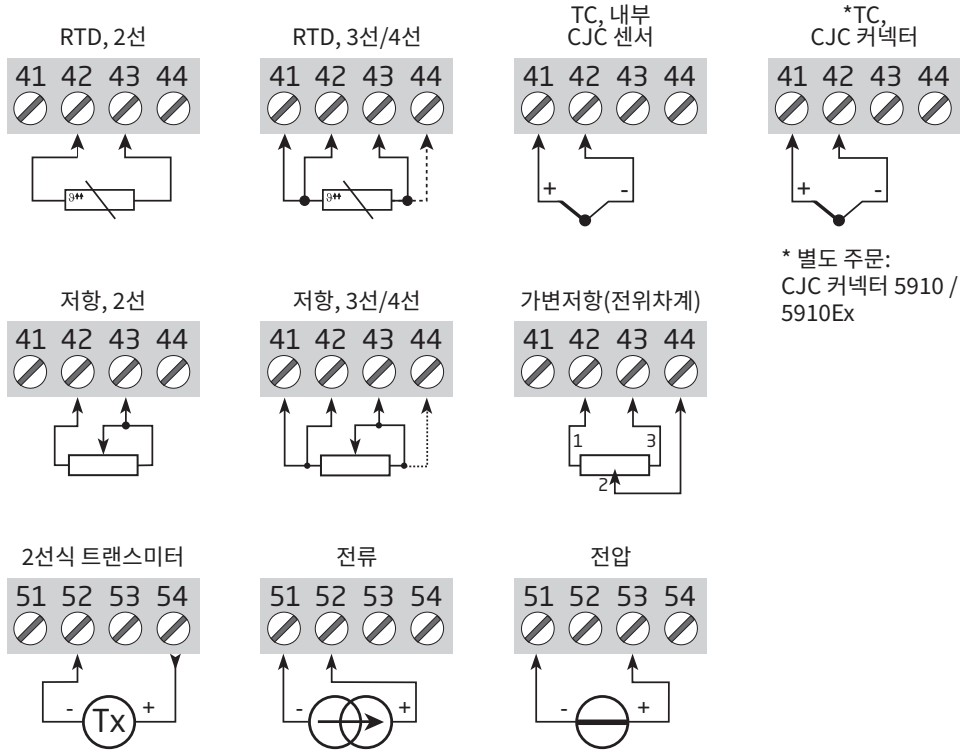 RTD, 2선
41 42 43 44
ϑ
RTD, 3선/4선
41 42 43 44
ϑ
TC, 내부
CJC 센서
41 42 43 44
+ -
*TC,
CJC 커넥터
41 42 43 44
+ -
* 별도 주문:
CJC 커넥터 5910 /
5910Ex
저항, 2선
41 42 43 44
저항, 3선/4선
41 42 43 44
가변저항(전위차계)
41 42 43 44
1 3
2
2선식 트랜스미터
51 52 53 54
- Tx +
전류
51 52 53 54
- +
전압
51 52 53 54
- +